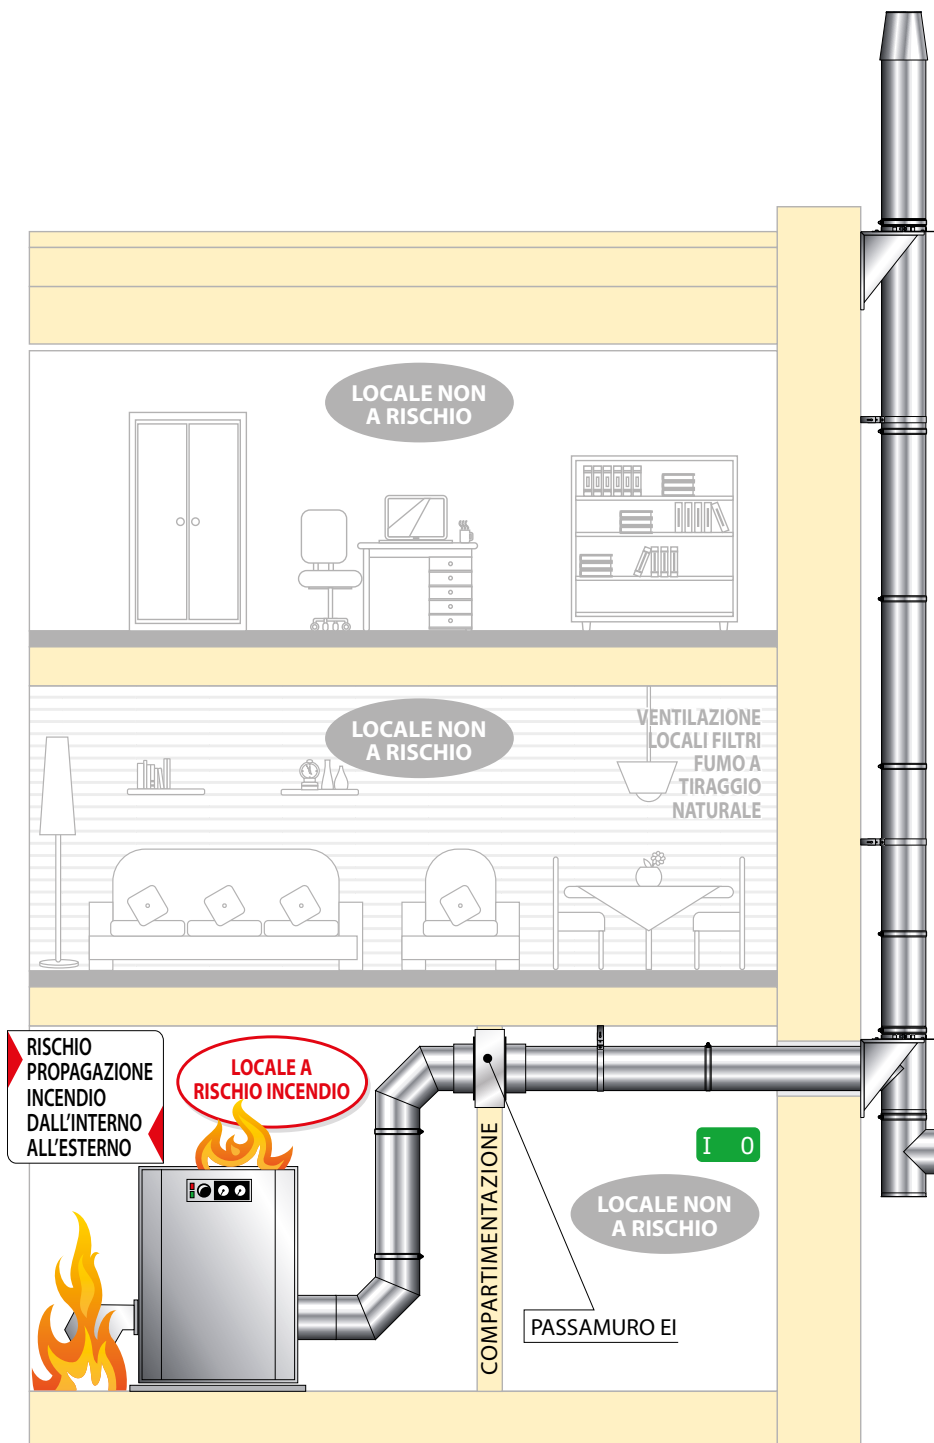 LOCALE NON
A RISCHIO
LOCALE NON
A RISCHIO
VENTILAZIONE
LOCALI FILTRI
FUMO A
TIRAGGIO
NATURALE
RISCHIO
PROPAGAZIONE
INCENDIO
DALL'INTERNO
ALL'ESTERNO
LOCALE A
RISCHIO INCENDIO
COMPARTIMENTAZIONE
I 0
LOCALE NON
A RISCHIO
PASSAMURO EI